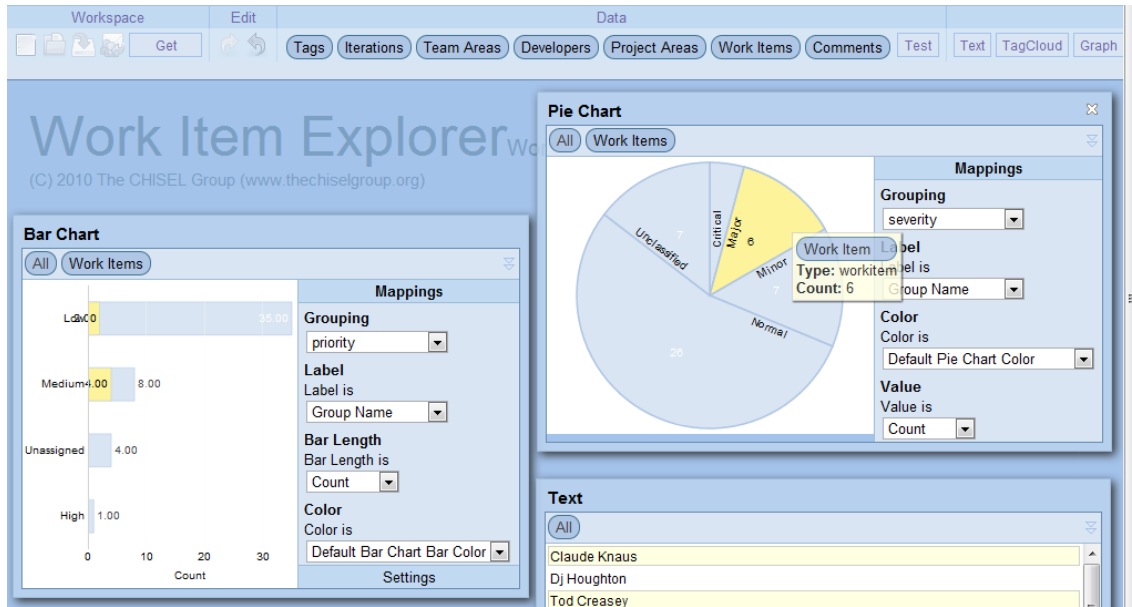 Workspace Edit Data
Get Tags Iterations Team Areas Developers Project Areas Work Items Comments Test Text TagCloud Graph
Work Item Explorer
(C) 2010 The CHISEL Group (www.thechiselgroup.org)
Bar Chart
All Work Items
Mappings
Grouping
priority
Label
Label is
Group Name
Bar Length
Bar Length is
Count
Color
Color is
Default Bar Chart Bar Color
Settings
Low 2.00 35.00
Medium 4.00 8.00
Unassigned 4.00
High 1.00
0 10 20 30
Count
Pie Chart
All Work Items
Critical
Major
6
Minor
7
Normal
26
Unclassified
7
Work Item
Type: workitem
Count: 6
Mappings
Grouping
severity
Label
Label is
Group Name
Color
Color is
Default Pie Chart Color
Value
Value is
Count
Text
All
Claude Knaus
Dj Houghton
Tod Creasey